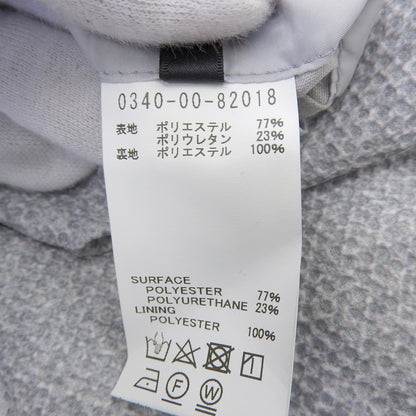 0340-00-82018
表地 ポリエステル 77%
ポリウレタン 23%
裏地 ポリエステル 100%
SURFACE
POLYESTER 77%
POLYURETHANE 23%
LINING
POLYESTER 100%
1
F W